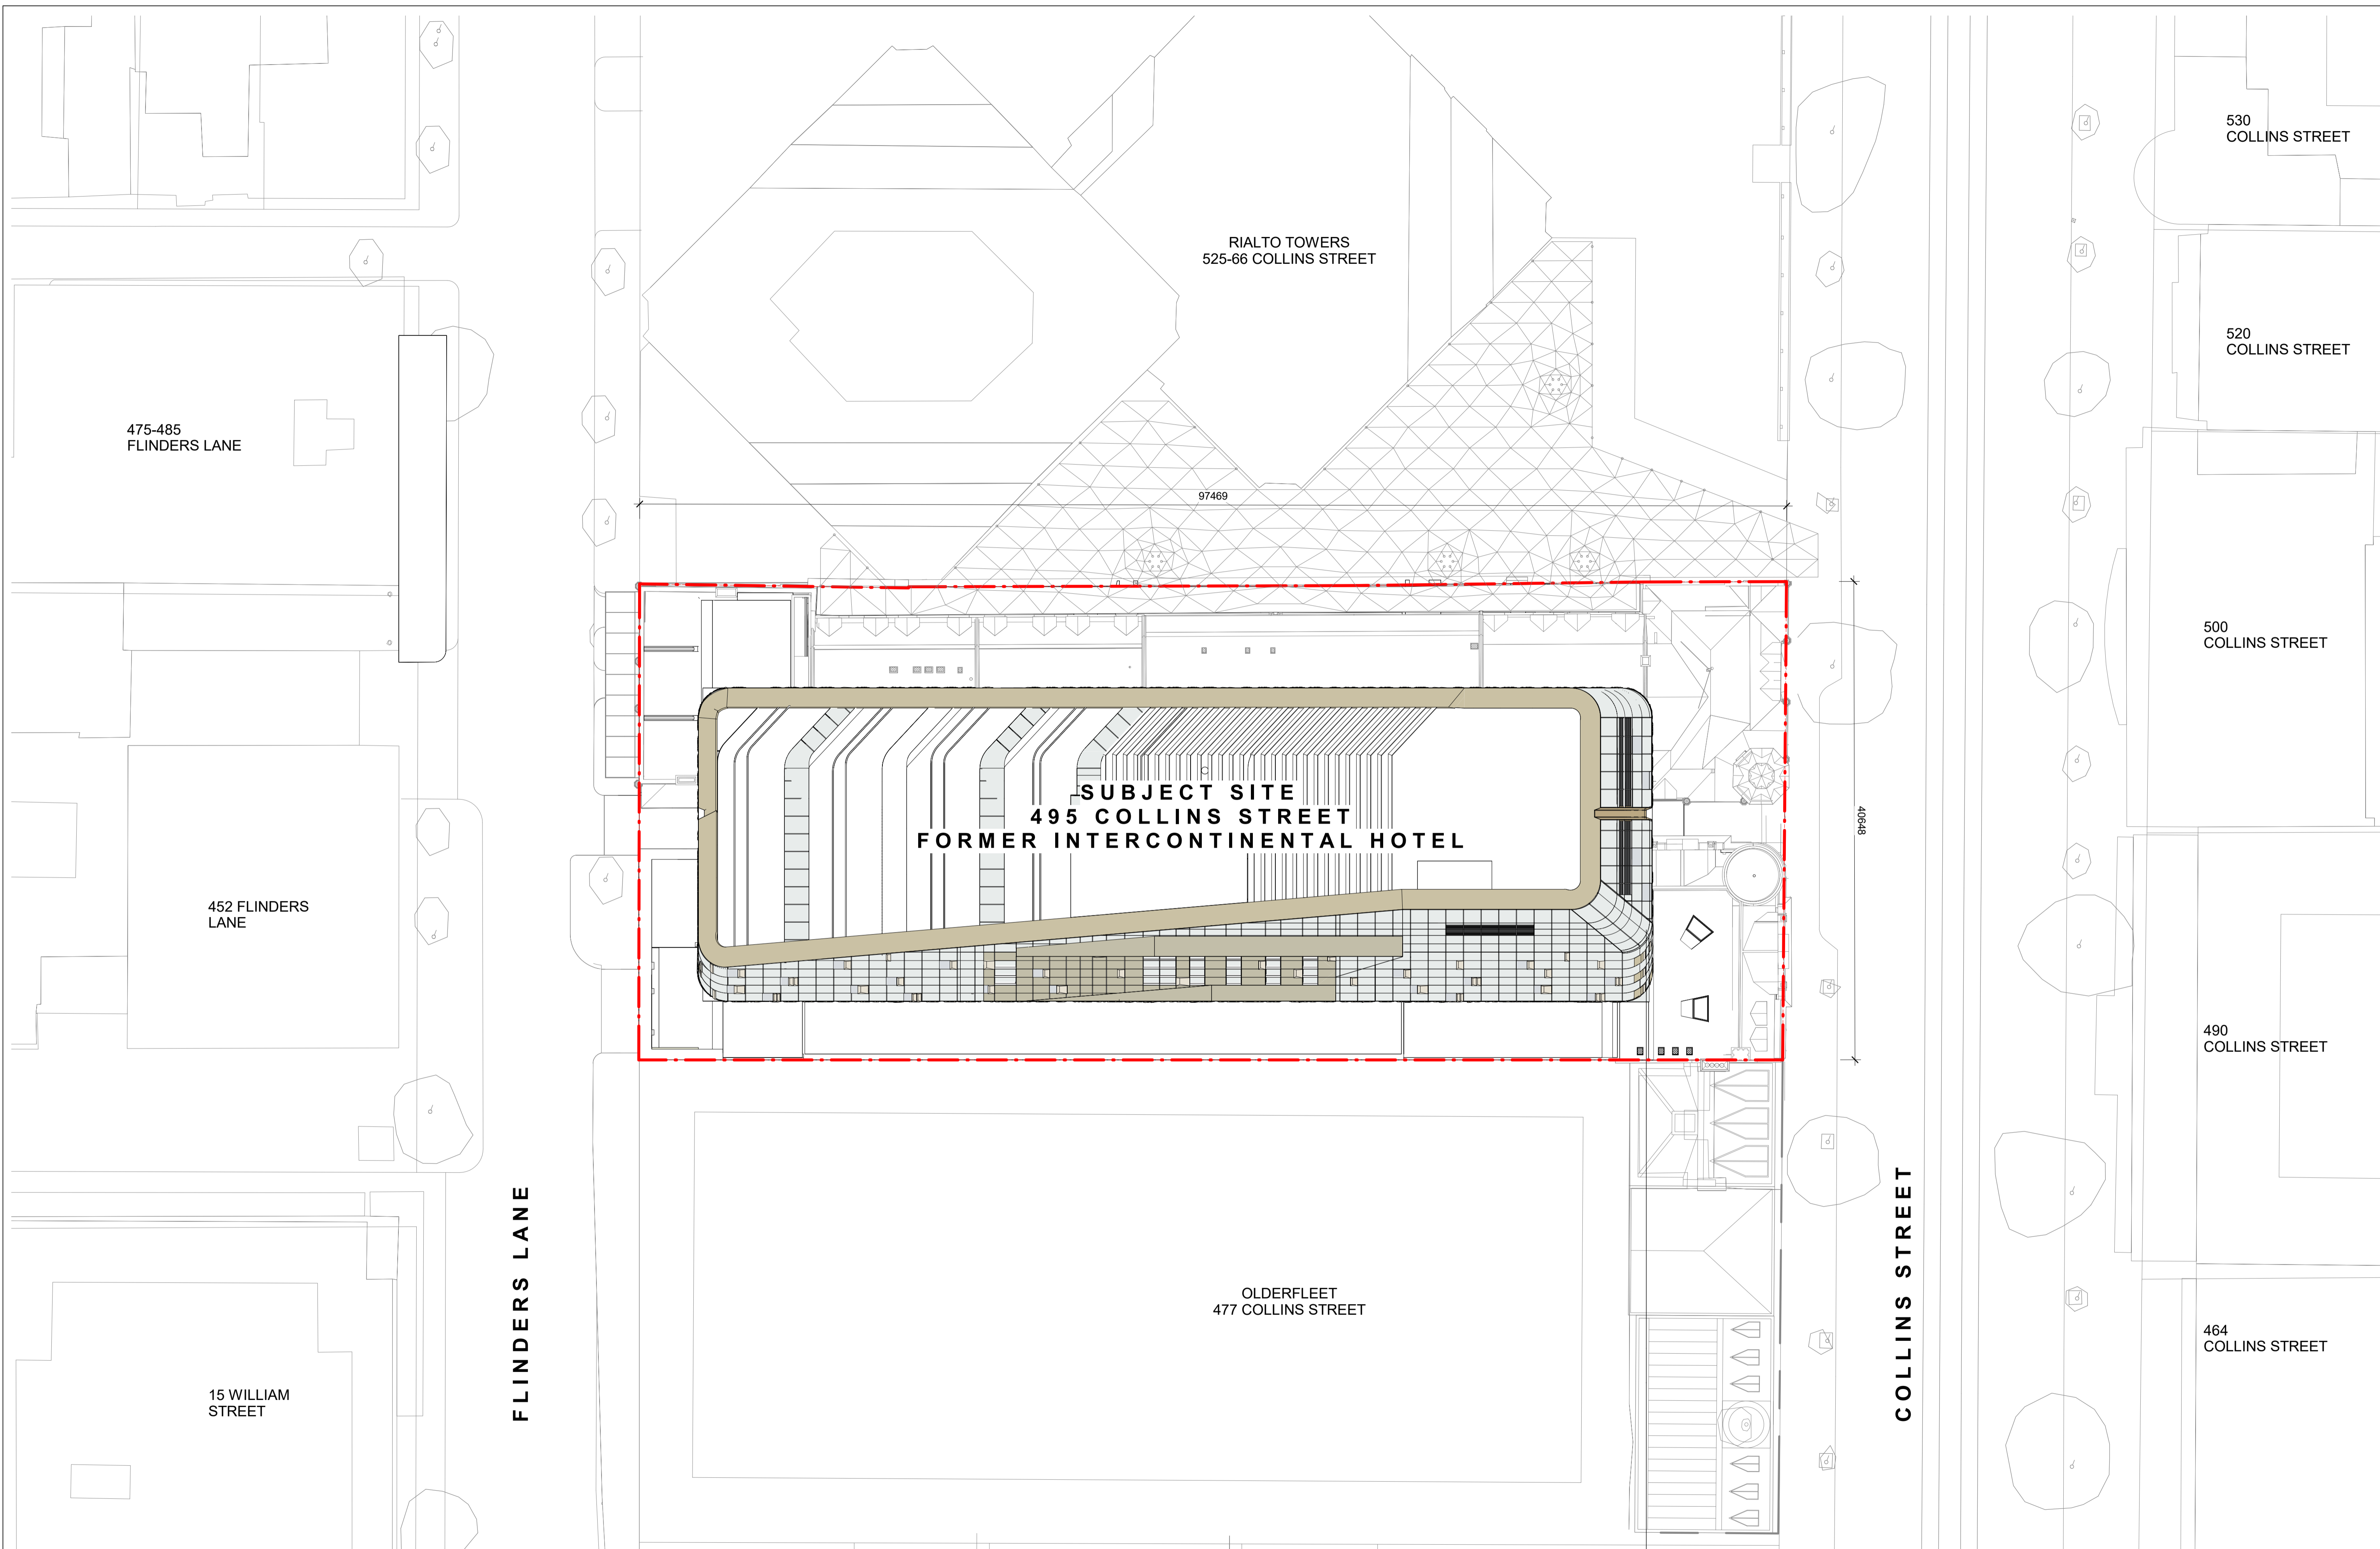 530
COLLINS STREET
RIALTO TOWERS
525-66 COLLINS STREET
520
COLLINS STREET
475-485
FLINDERS LANE
97469
500
COLLINS STREET
SUBJECT SITE
495 COLLINS STREET
FORMER INTERCONTINENTAL HOTEL
40648
452 FLINDERS
LANE
490
COLLINS STREET
FLINDERS LANE
COLLINS STREET
OLDERFLEET
477 COLLINS STREET
464
COLLINS STREET
15 WILLIAM
STREET